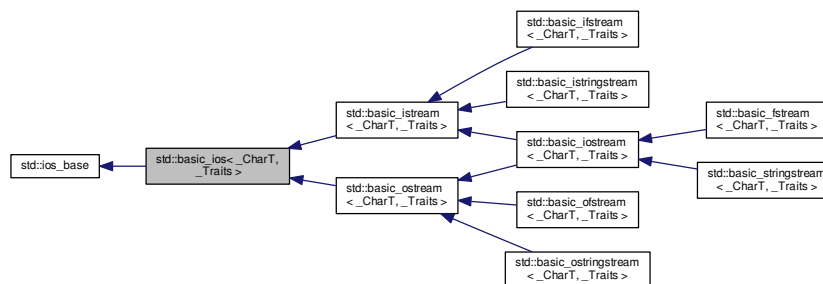 std::basic_ifstream
< _CharT, _Traits >
std::basic_istringstream
< _CharT, _Traits >
std::basic_istream
< _CharT, _Traits >
std::basic_fstream
< _CharT, _Traits >
std::basic_iostream
< _CharT, _Traits >
std::ios_base
std::basic_ios< _CharT,
_Traits >
std::basic_stringstream
< _CharT, _Traits >
std::basic_ostream
< _CharT, _Traits >
std::basic_ofstream
< _CharT, _Traits >
std::basic_ostringstream
< _CharT, _Traits >